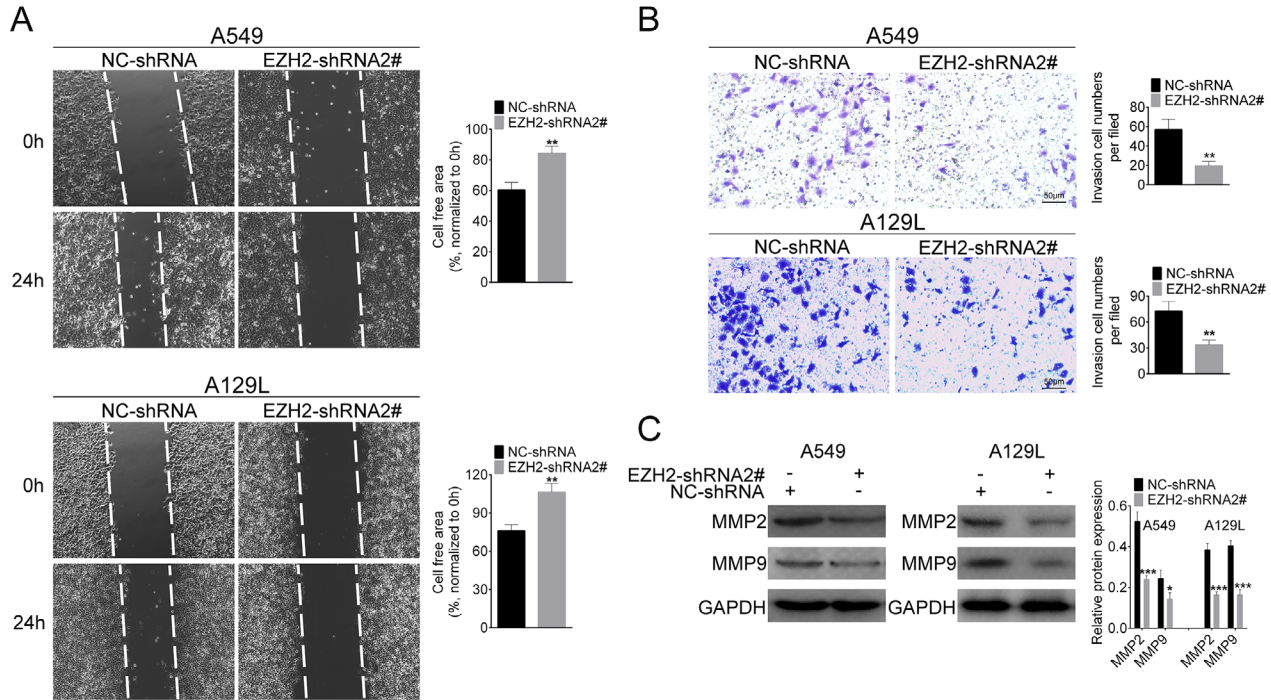 A
A549
NC-shRNA EZH2-shRNA2#
0h
24h
NC-shRNA
EZH2-shRNA2#
Cell free area
(%, normalized to 0h)
100
80
60
40
20
0
**
A129L
NC-shRNA EZH2-shRNA2#
0h
24h
NC-shRNA
EZH2-shRNA2#
Cell free area
(%, normalized to 0h)
120
90
60
30
0
**
B
A549
NC-shRNA EZH2-shRNA2#
50μm
NC-shRNA
EZH2-shRNA2#
Invasion cell numbers
per filed
80
60
40
20
0
**
A129L
NC-shRNA EZH2-shRNA2#
50μm
NC-shRNA
EZH2-shRNA2#
Invasion cell numbers
per filed
90
60
30
0
**
C
A549 A129L
EZH2-shRNA2# - + - +
NC-shRNA + - + -
MMP2 MMP2
MMP9 MMP9
GAPDH GAPDH
NC-shRNA
EZH2-shRNA2#
Relative protein expression
0.6
0.4
0.2
0.0
A549 A129L
*** * *** ***
MMP2 MMP9 MMP2 MMP9